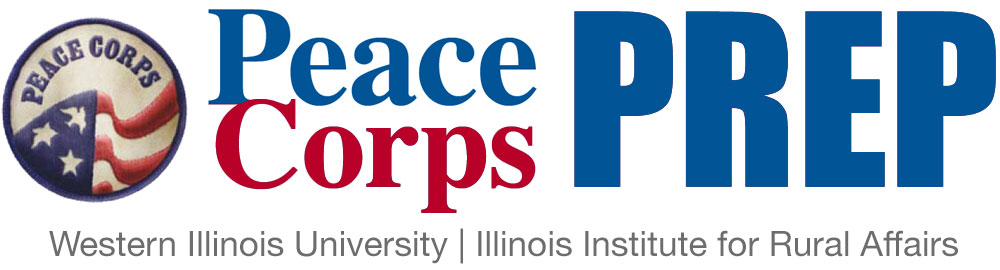 PEACE CORPS
Peace
Corps
PREP
Western Illinois University | Illinois Institute for Rural Affairs